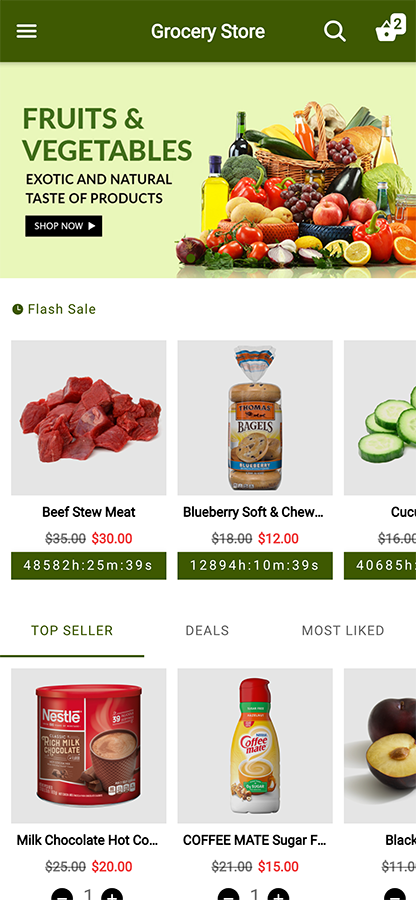 Grocery Store
2
FRUITS &
VEGETABLES
EXOTIC AND NATURAL
TASTE OF PRODUCTS
SHOP NOW
Flash Sale
THOMAS
BAGELS
BLUEBERRY
Beef Stew Meat
Blueberry Soft & Chew...
Cucu
$35.00 $30.00
$18.00 $12.00
$16.00
48582h:25m:39s
12894h:10m:39s
40685h:
TOP SELLER
DEALS
MOST LIKED
Nestlé
39
CLASSIC
RICH MILK
CHOCOLATE
Coffee
mate
Milk Chocolate Hot Co...
COFFEE MATE Sugar F...
Black
$25.00 $20.00
$21.00 $15.00
$11.0
1
1